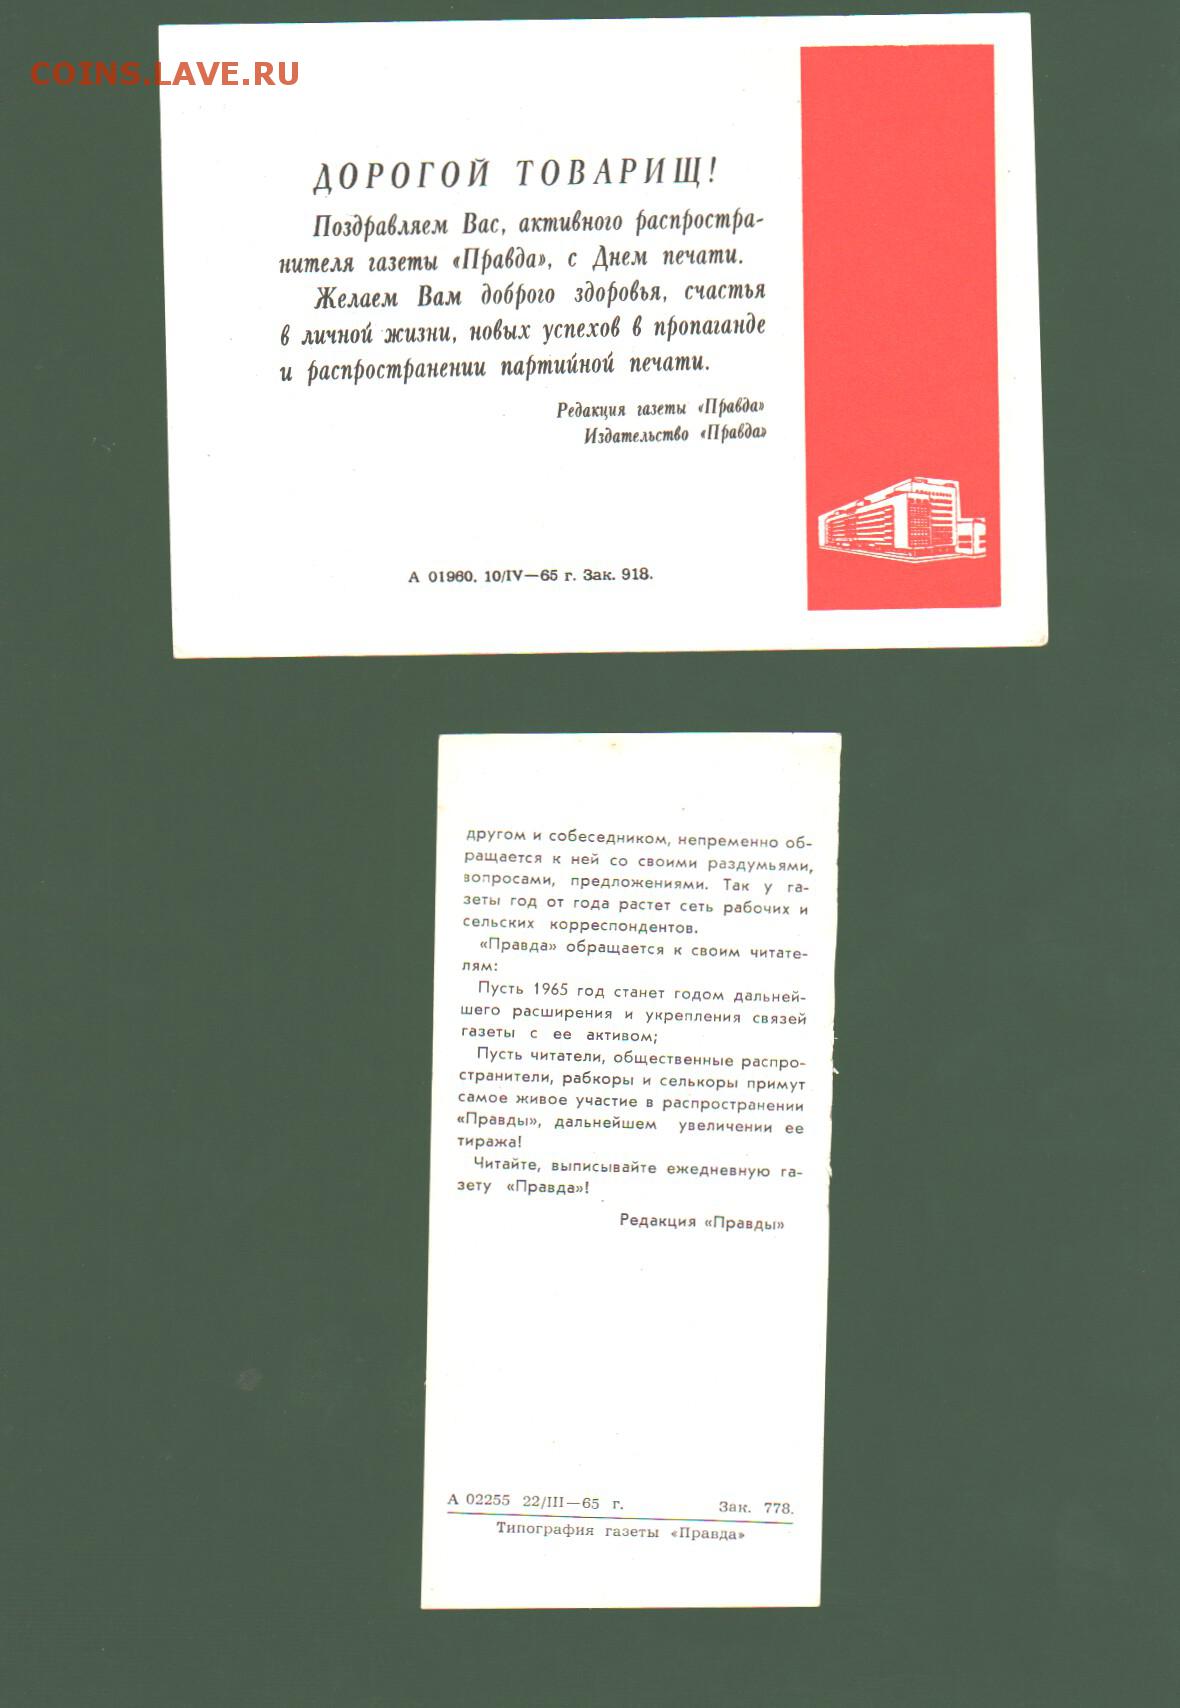 COINS.LAVE.RU
ДОРОГОЙ ТОВАРИЩ!
Поздравляем Вас, активного распростра-
нителя газеты «Правда», с Днем печати.
Желаем Вам доброго здоровья, счастья
в личной жизни, новых успехов в пропаганде
и распространении партийной печати.
Редакция газеты «Правда»
Издательство «Правда»
А 01960. 10/IV—65 г. Зак. 918.
другом и собеседником, непременно об-
ращается к ней со своими раздумьями,
вопросами, предложениями. Так у га-
зеты год от года растет сеть рабочих и
сельских корреспондентов.
«Правда» обращается к своим читате-
лям:
Пусть 1965 год станет годом дальней-
шего расширения и укрепления связей
газеты с ее активом;
Пусть читатели, общественные распро-
странители, рабкоры и селькоры примут
самое живое участие в распространении
«Правды», дальнейшем увеличении ее
тиража!
Читайте, выписывайте ежедневную га-
зету «Правда»!
Редакция «Правды»
А 02255 22/III—65 г. Зак. 778.
Типография газеты «Правда»